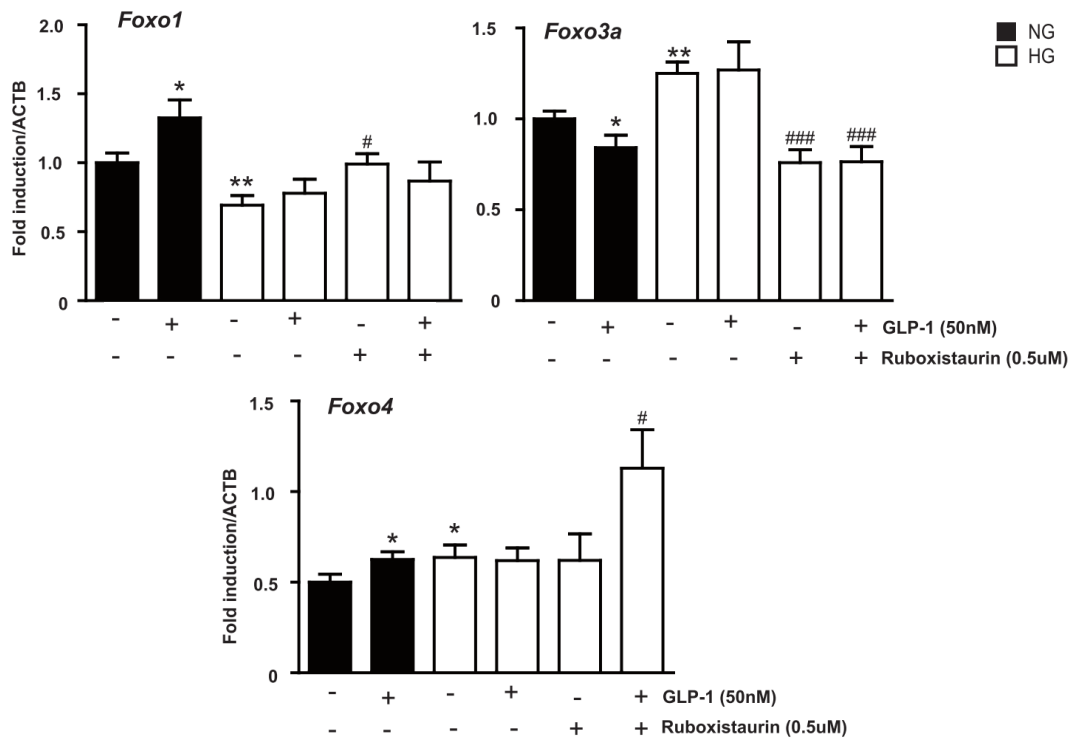 Foxo1
Fold induction/ACTB
2.0
1.5
1.0
0.5
0
*
**
#
- + - + - +
- - - - + +
Foxo3a
1.5
1.0
0.5
0
*
**
###
###
- + - + - + GLP-1 (50nM)
- - - - + + Ruboxistaurin (0.5uM)
NG
HG
Foxo4
Fold induction/ACTB
1.5
1.0
0.5
0
*
*
#
- + - + - + GLP-1 (50nM)
- - - - + + Ruboxistaurin (0.5uM)